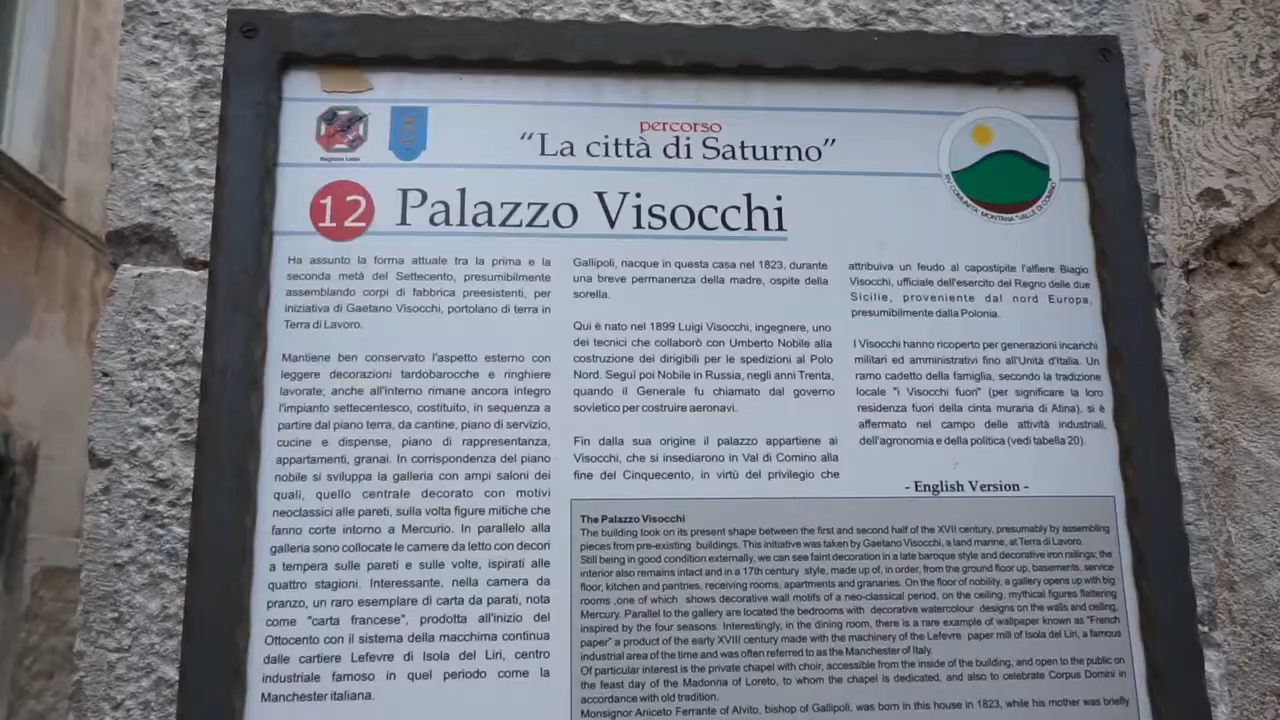 Regione Lazio
percorso
"La città di Saturno"
XIV COMUNITÀ MONTANA "VALLE DI COMINO"
12 Palazzo Visocchi
Ha assunto la forma attuale tra la prima e la
seconda metà del Settecento, presumibilmente
assemblando corpi di fabbrica preesistenti, per
iniziativa di Gaetano Visocchi, portolano di terra in
Terra di Lavoro.
Mantiene ben conservato l'aspetto esterno con
leggere decorazioni tardobarocche e ringhiere
lavorate; anche all'interno rimane ancora integro
l'impianto settecentesco, costituito, in sequenza a
partire dal piano terra, da cantine, piano di servizio,
cucine e dispense, piano di rappresentanza,
appartamenti, granai. In corrispondenza del piano
nobile si sviluppa la galleria con ampi saloni dei
quali, quello centrale decorato con motivi
neoclassici alle pareti, sulla volta figure mitiche che
fanno corte intorno a Mercurio. In parallelo alla
galleria sono collocate le camere da letto con decori
a tempera sulle pareti e sulle volte, ispirati alle
quattro stagioni. Interessante, nella camera da
pranzo, un raro esemplare di carta da parati, nota
come "carta francese", prodotta all'inizio del
Ottocento con il sistema della macchima continua
dalle cartiere Lefevre di Isola del Liri, centro
industriale famoso in quel periodo come la
Manchester italiana.
Gallipoli, nacque in questa casa nel 1823, durante
una breve permanenza della madre, ospite della
sorella.
Qui è nato nel 1899 Luigi Visocchi, ingegnere, uno
dei tecnici che collaborò con Umberto Nobile alla
costruzione dei dirigibili per le spedizioni al Polo
Nord. Seguì poi Nobile in Russia, negli anni Trenta,
quando il Generale fu chiamato dal governo
sovietico per costruire aeronavi.
Fin dalla sua origine il palazzo appartiene ai
Visocchi, che si insediarono in Val di Comino alla
fine del Cinquecento, in virtù del privilegio che
attribuiva un feudo al capostipite l'alfiere Biagio
Visocchi, ufficiale dell'esercito del Regno delle due
Sicilie, proveniente dal nord Europa,
presumibilmente dalla Polonia.
I Visocchi hanno ricoperto per generazioni incarichi
militari ed amministrativi fino all'Unità d'Italia. Un
ramo cadetto della famiglia, secondo la tradizione
locale "i Visocchi fuori" (per significare la loro
residenza fuori della cinta muraria di Atina), si è
affermato nel campo delle attività industriali,
dell'agronomia e della politica (vedi tabella 20).
- English Version -
The Palazzo Visocchi
The building took on its present shape between the first and second half of the XVII century, presumably by assembling
pieces from pre-existing buildings. This initiative was taken by Gaetano Visocchi, a land marine, at Terra di Lavoro.
Still being in good condition externally, we can see faint decoration in a late baroque style and decorative iron railings; the
interior also remains intact and in a 17th century style, made up of, in order, from the ground floor up, basements, service
floor, kitchen and pantries, receiving rooms, apartments and granaries. On the floor of nobility, a gallery opens up with big
rooms ,one of which shows decorative wall motifs of a neo-classical period, on the ceiling, mythical figures flattering
Mercury. Parallel to the gallery are located the bedrooms with decorative watercolour designs on the walls and ceiling,
inspired by the four seasons. Interestingly, in the dining room, there is a rare example of wallpaper known as "French
paper" a product of the early XVIII century made with the machinery of the Lefevre paper mill of Isola del Liri, a famous
industrial area of the time and was often referred to as the Manchester of Italy.
Of particular interest is the private chapel with choir, accessible from the inside of the building, and open to the public on
the feast day of the Madonna of Loreto, to whom the chapel is dedicated, and also to celebrate Corpus Domini in
accordance with old tradition.
Monsignor Aniceto Ferrante of Alvito, bishop of Gallipoli, was born in this house in 1823, while his mother was briefly